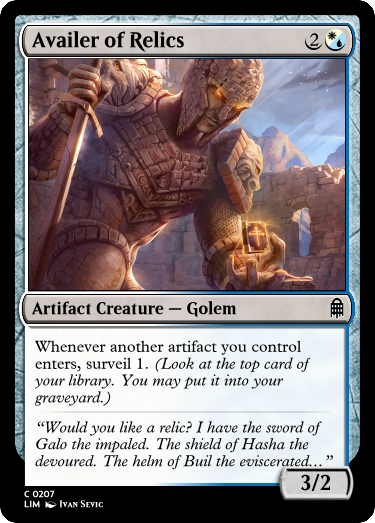 Availer of Relics 2
Artifact Creature — Golem
Whenever another artifact you control
enters, surveil 1. (Look at the top card of
your library. You may put it into your
graveyard.)
“Would you like a relic? I have the sword of
Galo the impaled. The shield of Hasha the
devoured. The helm of Buil the eviscerated…”
3/2
C 0207
LIM Ivan Sevic